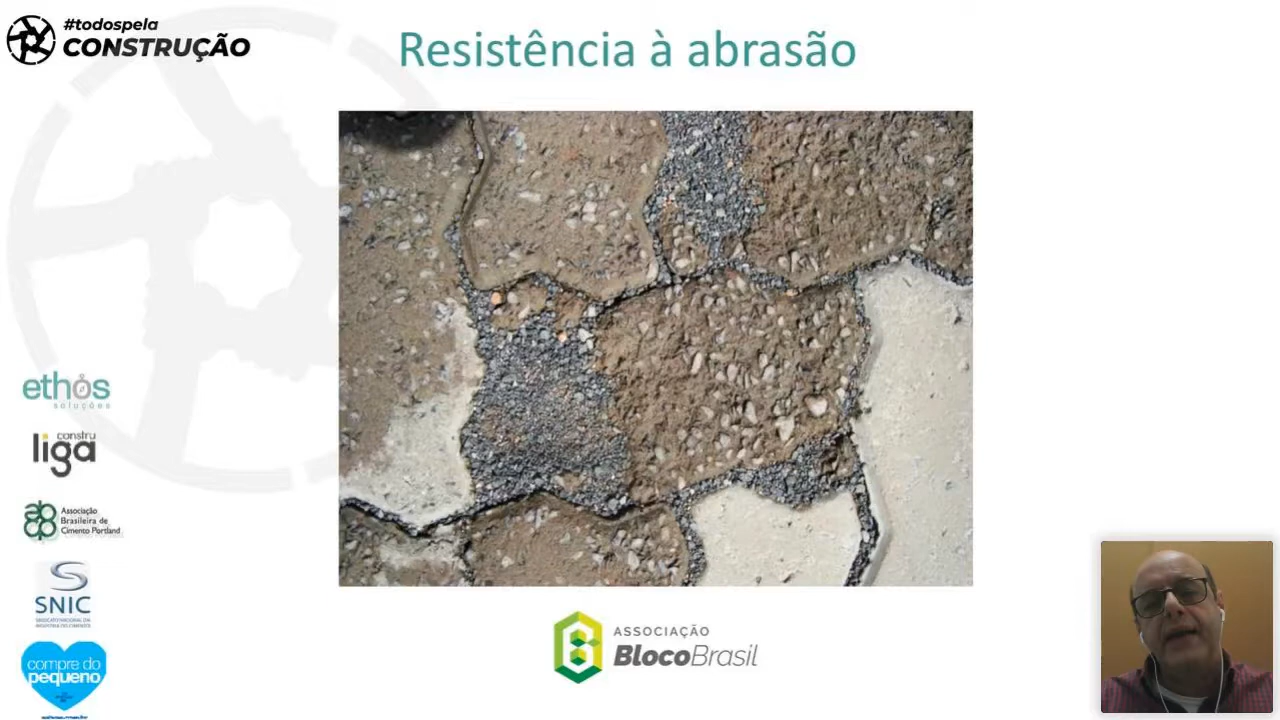 #todospela
CONSTRUÇÃO
Resistência à abrasão
ethos
soluções
constru
liga
Associação
Brasileira de
Cimento Portland
SNIC
compre do
pequeno
ASSOCIAÇÃO
BlocoBrasil